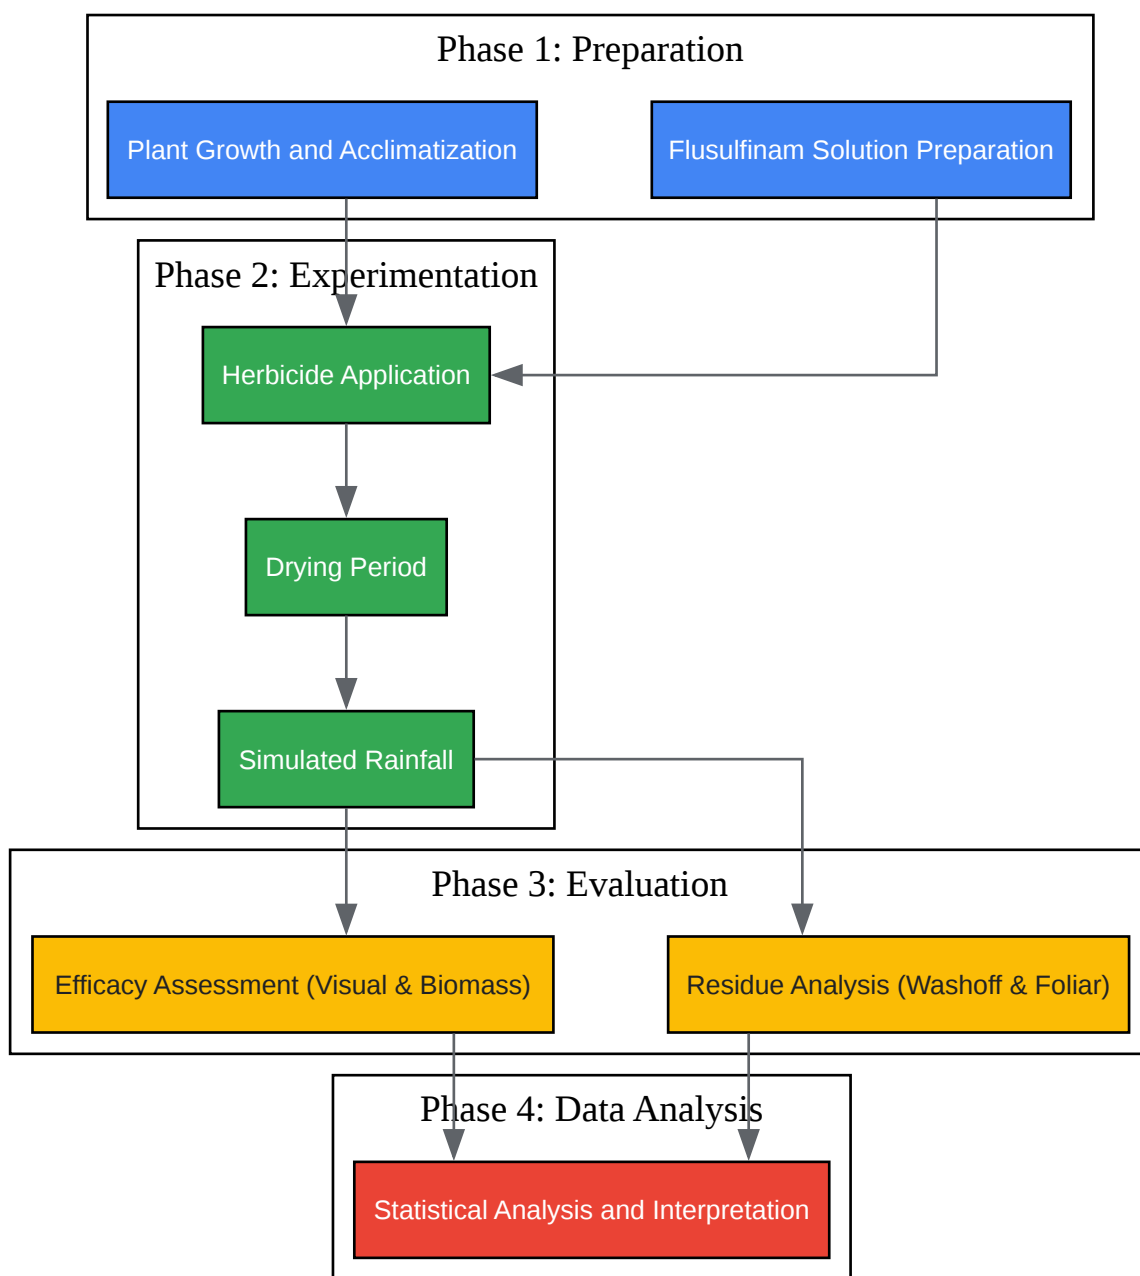 Phase 1: Preparation
Plant Growth and Acclimatization
Flusulfinam Solution Preparation
Phase 2: Experimentation
Herbicide Application
Drying Period
Simulated Rainfall
Phase 3: Evaluation
Efficacy Assessment (Visual & Biomass)
Residue Analysis (Washoff & Foliar)
Phase 4: Data Analysis
Statistical Analysis and Interpretation